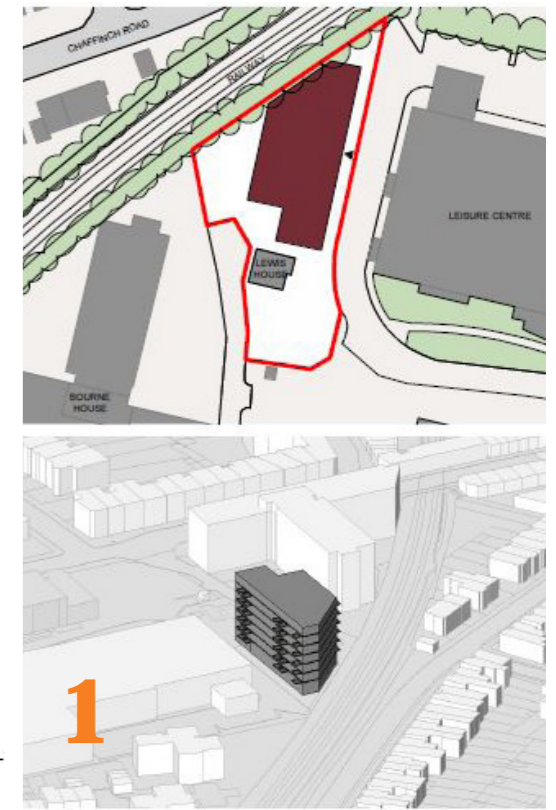 CHAFFINCH ROAD
RAILWAY
LEISURE CENTRE
LEWIS
HOUSE
BOURNE
HOUSE
1